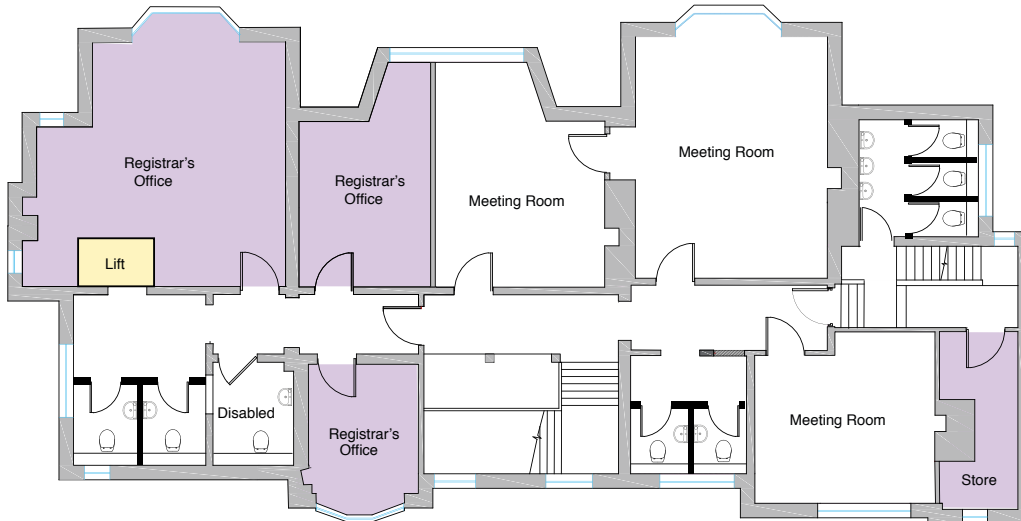 Registrar's
Office
Registrar's
Office
Meeting Room
Meeting Room
Lift
Disabled
Registrar's
Office
Meeting Room
Store